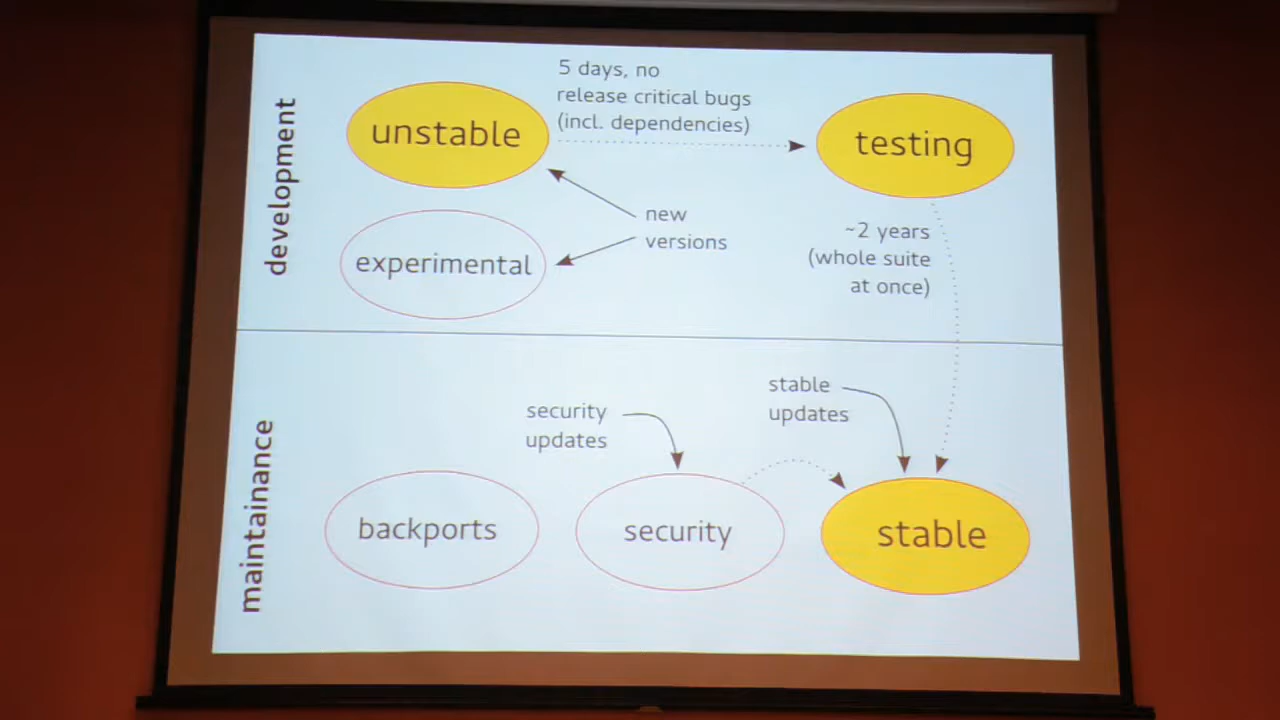 development
unstable
5 days, no
release critical bugs
(incl. dependencies)
testing
new
versions
experimental
~2 years
(whole suite
at once)
maintainance
security
updates
stable
updates
backports
security
stable